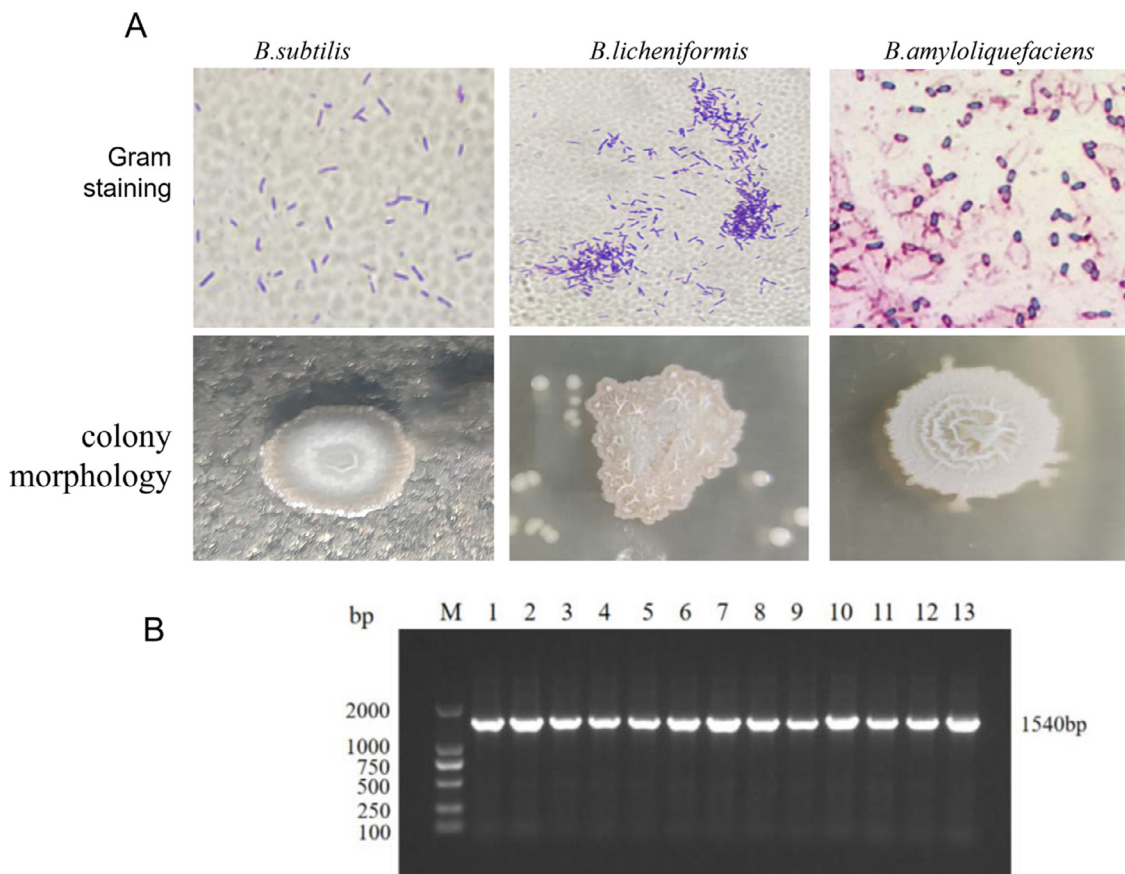 A
B.subtilis B.licheniformis B.amyloliquefaciens
Gram
staining
colony
morphology
B
bp M 1 2 3 4 5 6 7 8 9 10 11 12 13
2000
1540bp
1000
750
500
250
100